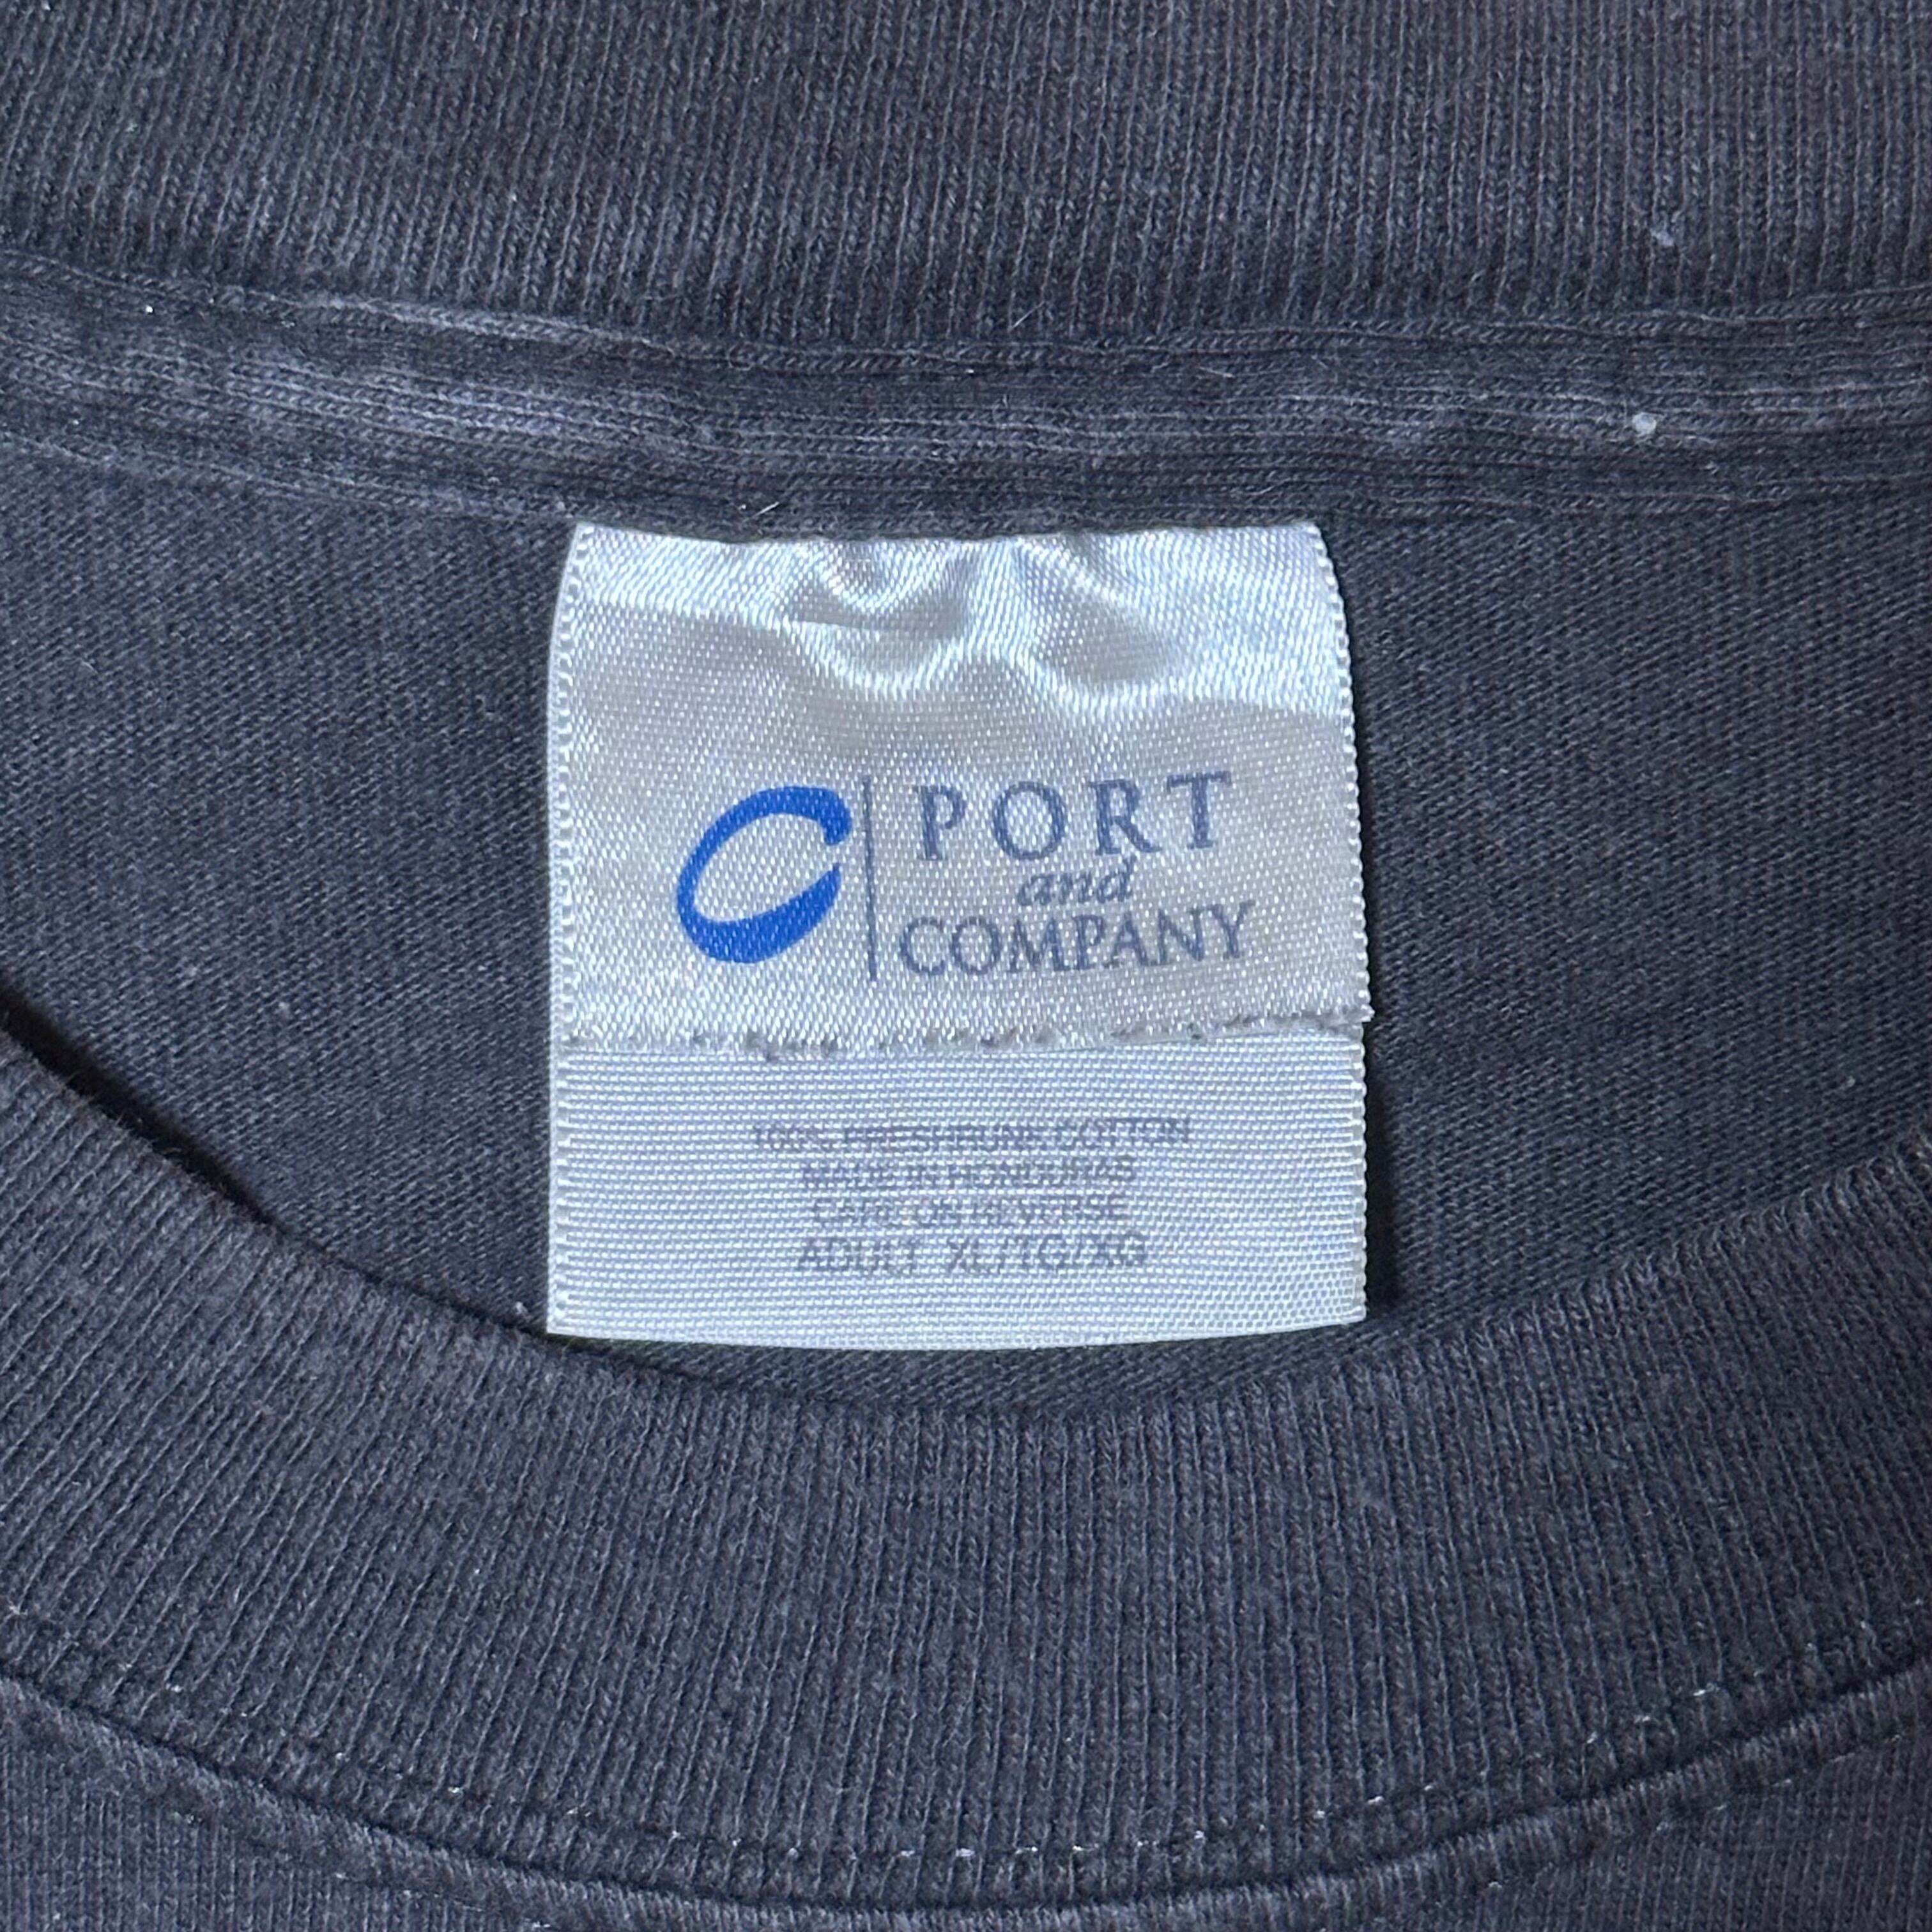 PORT
and
COMPANY
100% PRESHRUNK COTTON
MADE IN HONDURAS
CARE ON REVERSE
ADULT XL/TG/XG